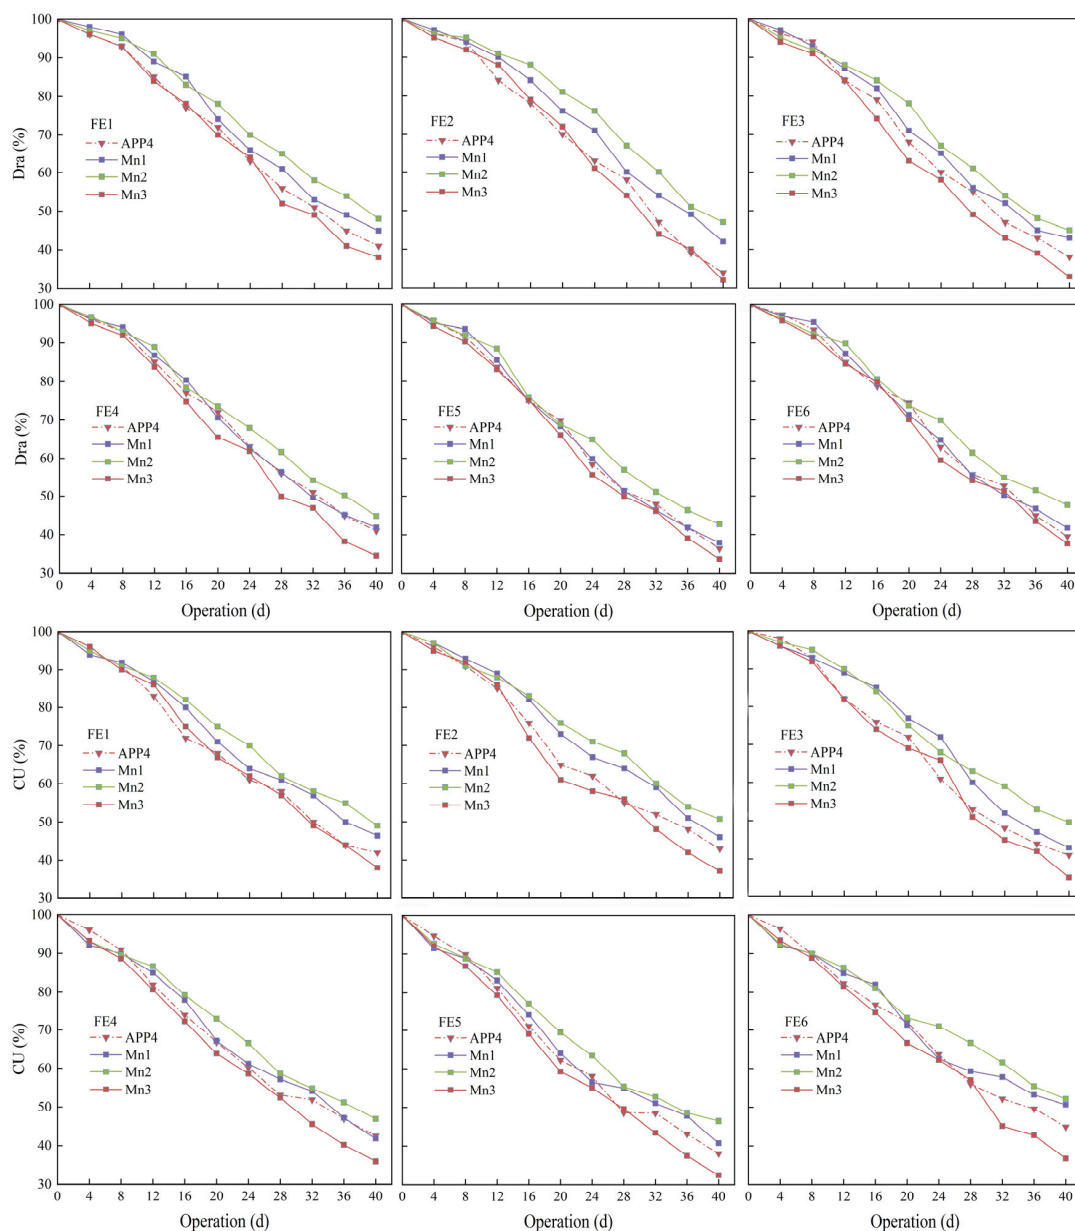 Dra (%)
100
90
80
70
60
50
40
30
FE1
APP4
Mn1
Mn2
Mn3
FE2
APP4
Mn1
Mn2
Mn3
FE3
APP4
Mn1
Mn2
Mn3
Dra (%)
100
90
80
70
60
50
40
30
FE4
APP4
Mn1
Mn2
Mn3
FE5
APP4
Mn1
Mn2
Mn3
FE6
APP4
Mn1
Mn2
Mn3
0 4 8 12 16 20 24 28 32 36 40
0 4 8 12 16 20 24 28 32 36 40
0 4 8 12 16 20 24 28 32 36 40
Operation (d)
Operation (d)
Operation (d)
CU (%)
100
90
80
70
60
50
40
30
FE1
APP4
Mn1
Mn2
Mn3
FE2
APP4
Mn1
Mn2
Mn3
FE3
APP4
Mn1
Mn2
Mn3
CU (%)
100
90
80
70
60
50
40
30
FE4
APP4
Mn1
Mn2
Mn3
FE5
APP4
Mn1
Mn2
Mn3
FE6
APP4
Mn1
Mn2
Mn3
0 4 8 12 16 20 24 28 32 36 40
0 4 8 12 16 20 24 28 32 36 40
0 4 8 12 16 20 24 28 32 36 40
Operation (d)
Operation (d)
Operation (d)